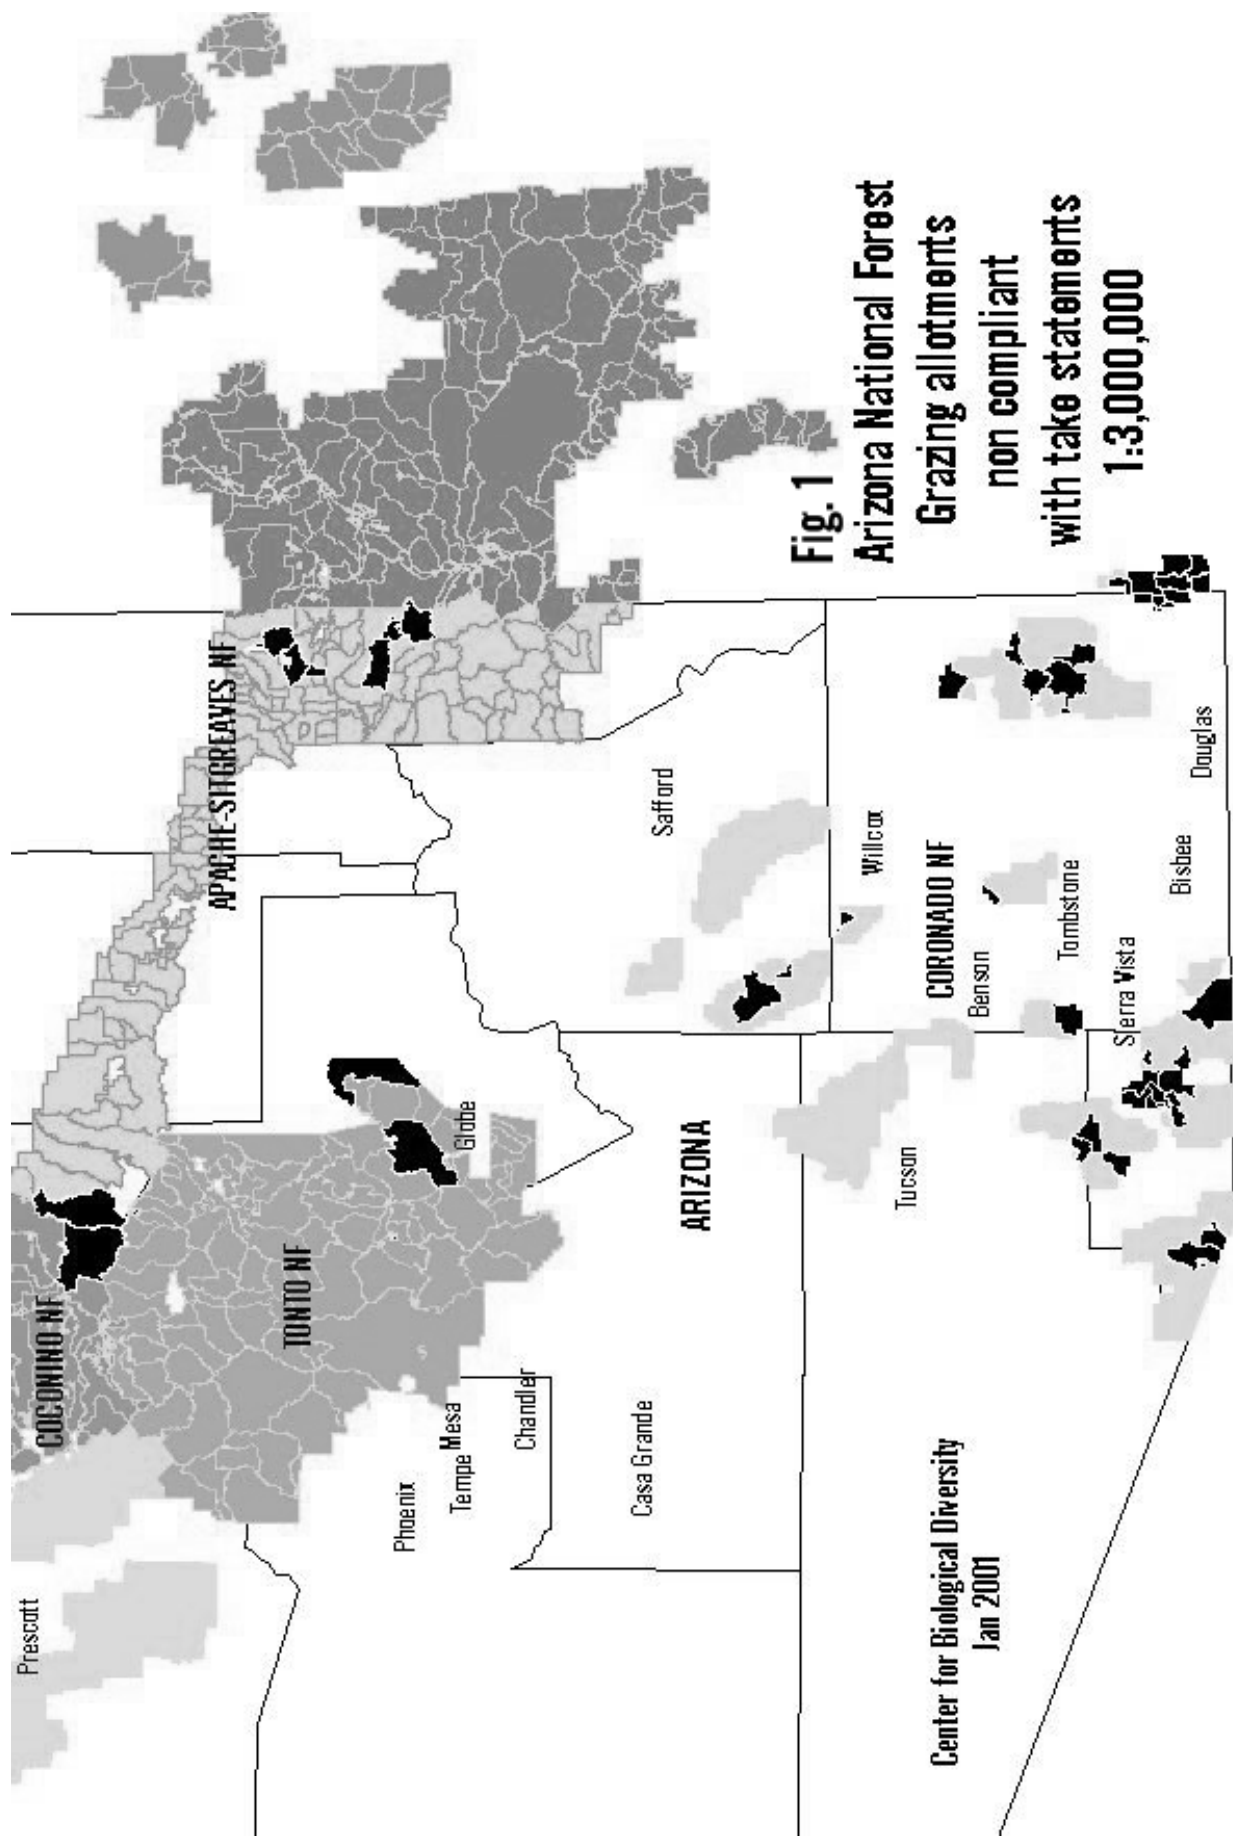 Prescott
COCONINO NF
APACHE-SITGREAVES NF
TONTO NF
Phoenix
Tempe
Mesa
Globe
Chandler
Casa Grande
Safford
ARIZONA
Fig. 1
Arizona National Forest
Grazing allotments
non compliant
with take statements
1:3,000,000
Willcox
Tucson
CORONADO NF
Benson
Tombstone
Sierra Vista
Bisbee
Douglas
Center for Biological Diversity
Jan 2001